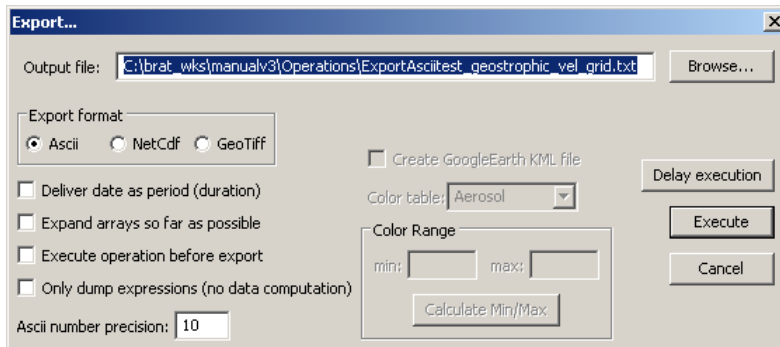 Export...
Output file: C:\brat_wks\manualv3\Operations\ExportAsciitest_geostrophic_vel_grid.txt Browse...
Export format
Ascii NetCdf GeoTiff
Create GoogleEarth KML file
Deliver date as period (duration)
Delay execution
Color table: Aerosol
Expand arrays so far as possible
Execute
Color Range
Execute operation before export
min: max:
Cancel
Only dump expressions (no data computation)
Calculate Min/Max
Ascii number precision: 10